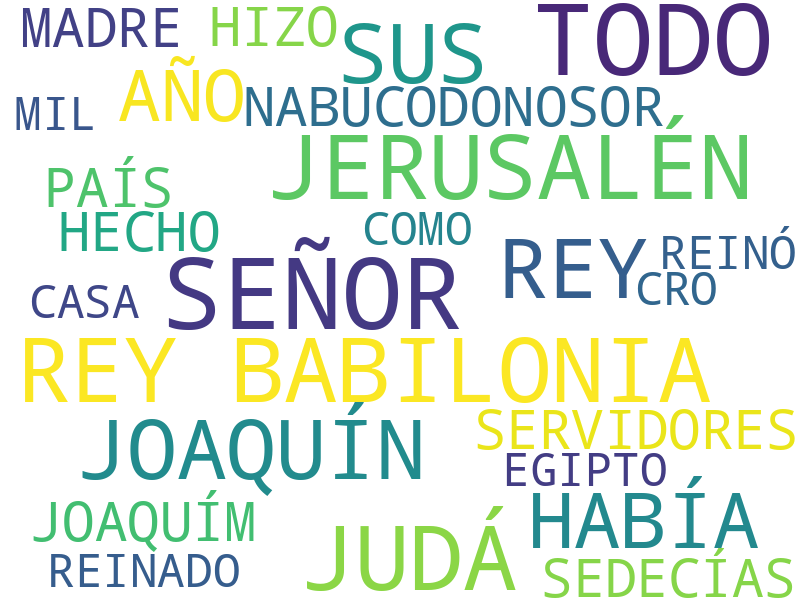 MADRE HIZO SUS TODO
MIL AÑO NABUCODONOSOR
JERUSALÉN
PAÍS
HECHO COMO REY REINÓ
CASA SEÑOR CRO
REY BABILONIA
JOAQUÍN SERVIDORES
EGIPTO
JOAQUÍM HABÍA
REINADO JUDÁ SEDECÍAS